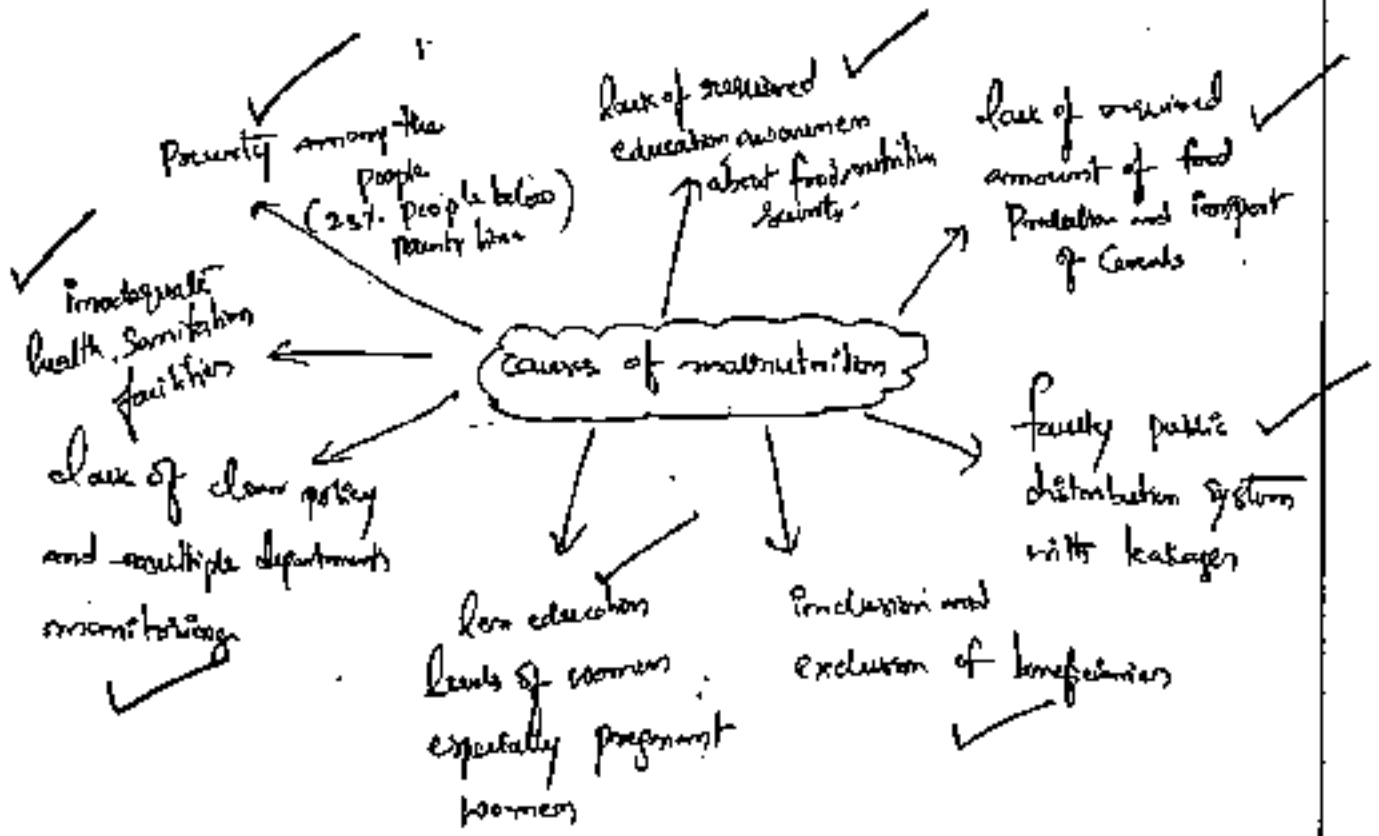 Poverty among the
people
(23%. people below
poverty line)
lack of required
education awareness
about food, nutrition
security.
lack of required
amount of food
Production and import
of Cereals
inadequate
health, sanitation
facilities
causes of malnutrition
faulty public
distribution system
with leakages
lack of clear policy
and multiple departments
monitoring
less education
levels of women
especially pregnant
women
inclusion and
exclusion of beneficiaries